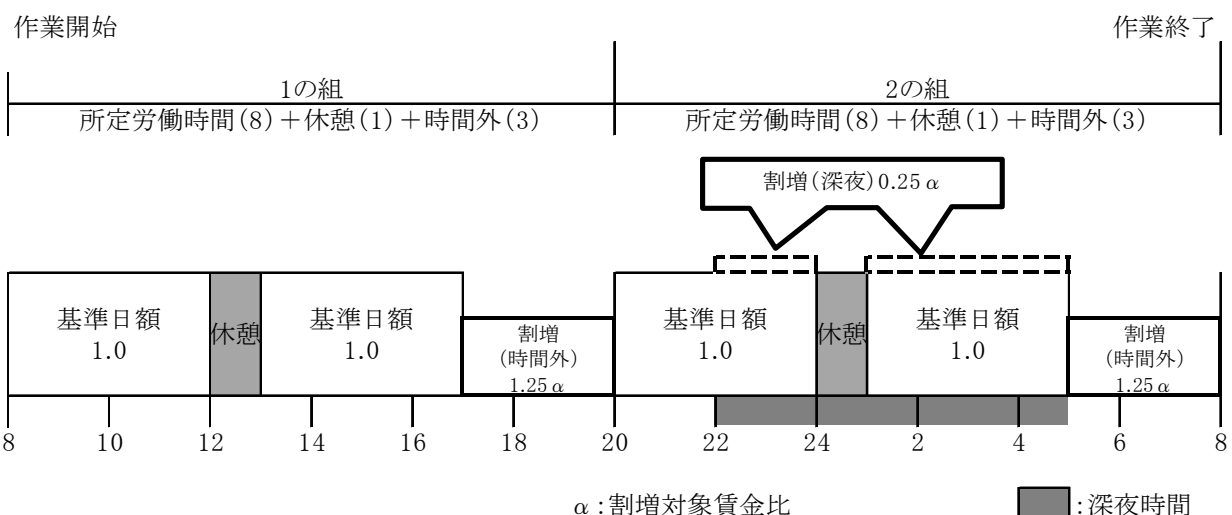 作業開始
作業終了
1の組
2の組
所定労働時間(8)+休憩(1)+時間外(3)
所定労働時間(8)+休憩(1)+時間外(3)
割増(深夜)0.25α
基準日額
1.0
休憩
基準日額
1.0
割増
(時間外)
1.25α
基準日額
1.0
休憩
基準日額
1.0
割増
(時間外)
1.25α
8
10
12
14
16
18
20
22
24
2
4
6
8
α:割増対象賃金比
:深夜時間